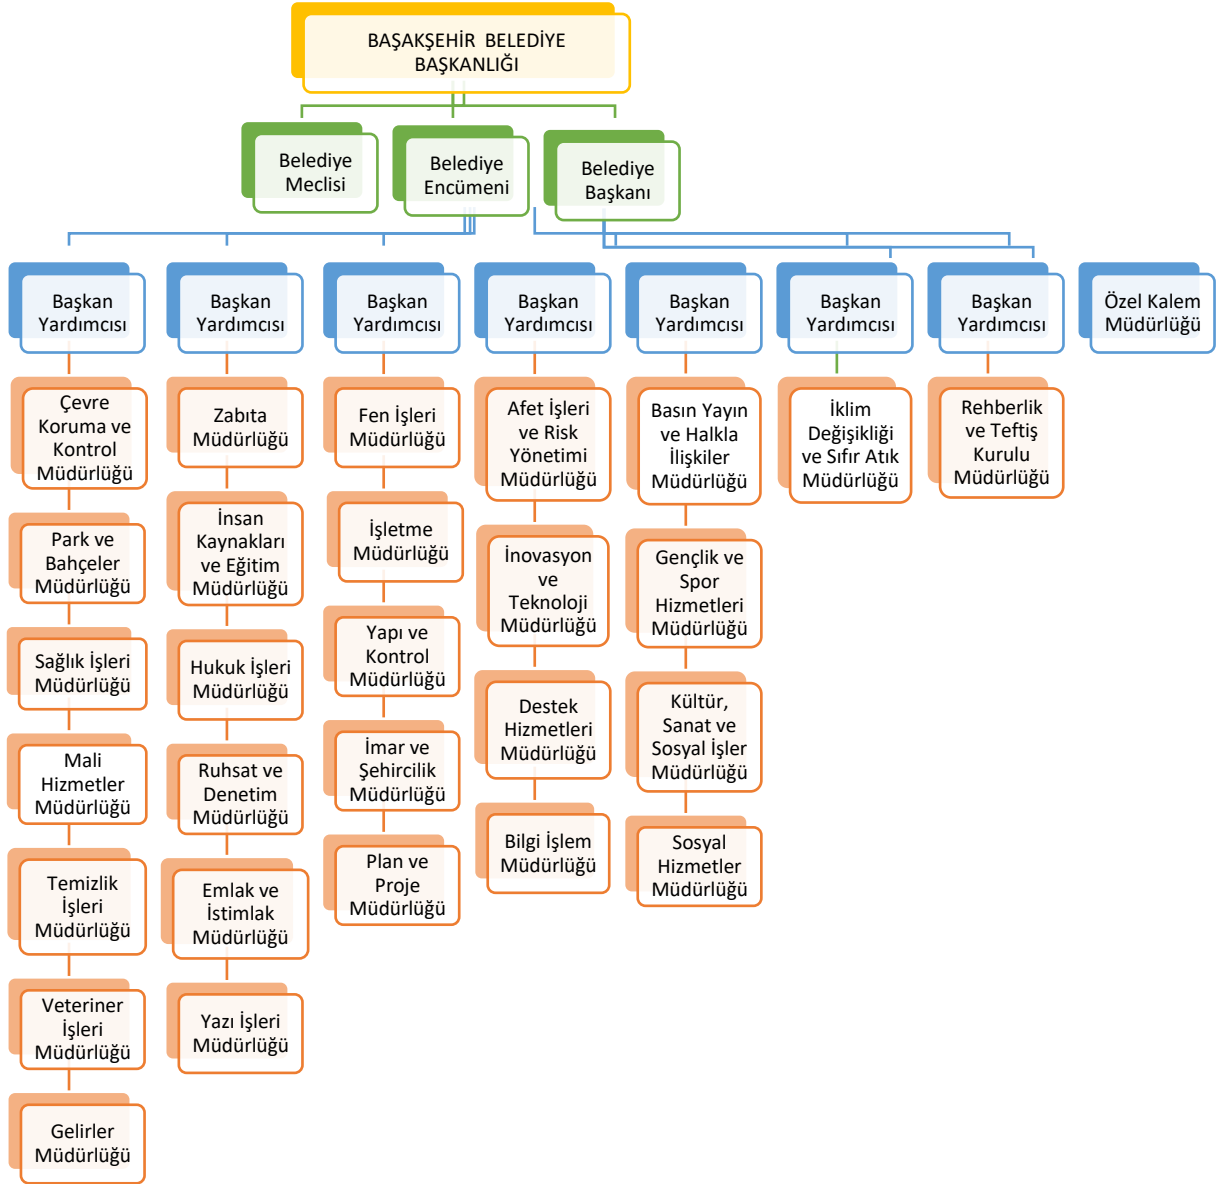 BAŞAKŞEHİR BELEDİYE
BAŞKANLIĞI
Belediye
Meclisi
Belediye
Encümeni
Belediye
Başkanı
Başkan
Yardımcısı
Başkan
Yardımcısı
Başkan
Yardımcısı
Başkan
Yardımcısı
Başkan
Yardımcısı
Başkan
Yardımcısı
Başkan
Yardımcısı
Özel Kalem
Müdürlüğü
Çevre
Koruma ve
Kontrol
Müdürlüğü
Park ve
Bahçeler
Müdürlüğü
Sağlık İşleri
Müdürlüğü
Mali
Hizmetler
Müdürlüğü
Temizlik
İşleri
Müdürlüğü
Veteriner
İşleri
Müdürlüğü
Gelirler
Müdürlüğü
Zabıta
Müdürlüğü
İnsan
Kaynakları
ve Eğitim
Müdürlüğü
Hukuk İşleri
Müdürlüğü
Ruhsat ve
Denetim
Müdürlüğü
Emlak ve
İstimlak
Müdürlüğü
Yazı İşleri
Müdürlüğü
Fen İşleri
Müdürlüğü
İşletme
Müdürlüğü
Yapı ve
Kontrol
Müdürlüğü
İmar ve
Şehircilik
Müdürlüğü
Plan ve
Proje
Müdürlüğü
Afet İşleri
ve Risk
Yönetimi
Müdürlüğü
İnovasyon
ve
Teknoloji
Müdürlüğü
Destek
Hizmetleri
Müdürlüğü
Bilgi İşlem
Müdürlüğü
Basın Yayın
ve Halkla
İlişkiler
Müdürlüğü
Gençlik ve
Spor
Hizmetleri
Müdürlüğü
Kültür,
Sanat ve
Sosyal İşler
Müdürlüğü
Sosyal
Hizmetler
Müdürlüğü
İklim
Değişikliği
ve Sıfır Atık
Müdürlüğü
Rehberlik
ve Teftiş
Kurulu
Müdürlüğü